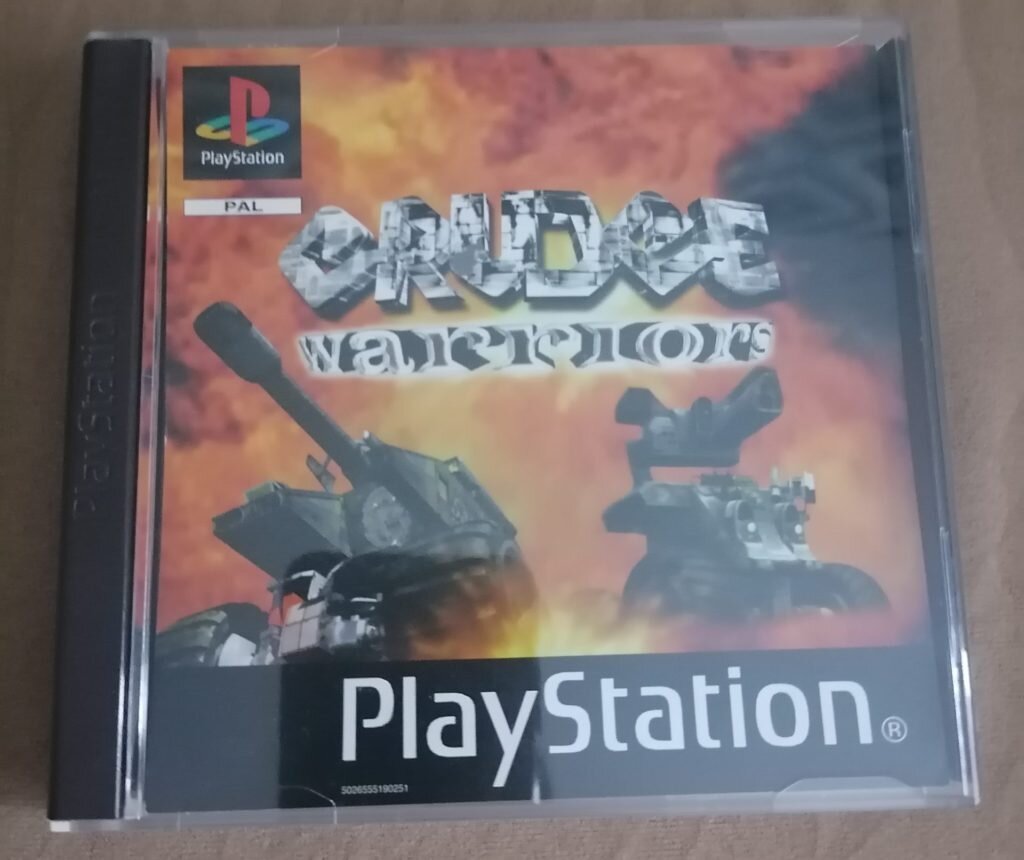 PlayStation
PAL
GRUDGE
warriors
PlayStation
PlayStation®
5026555190251